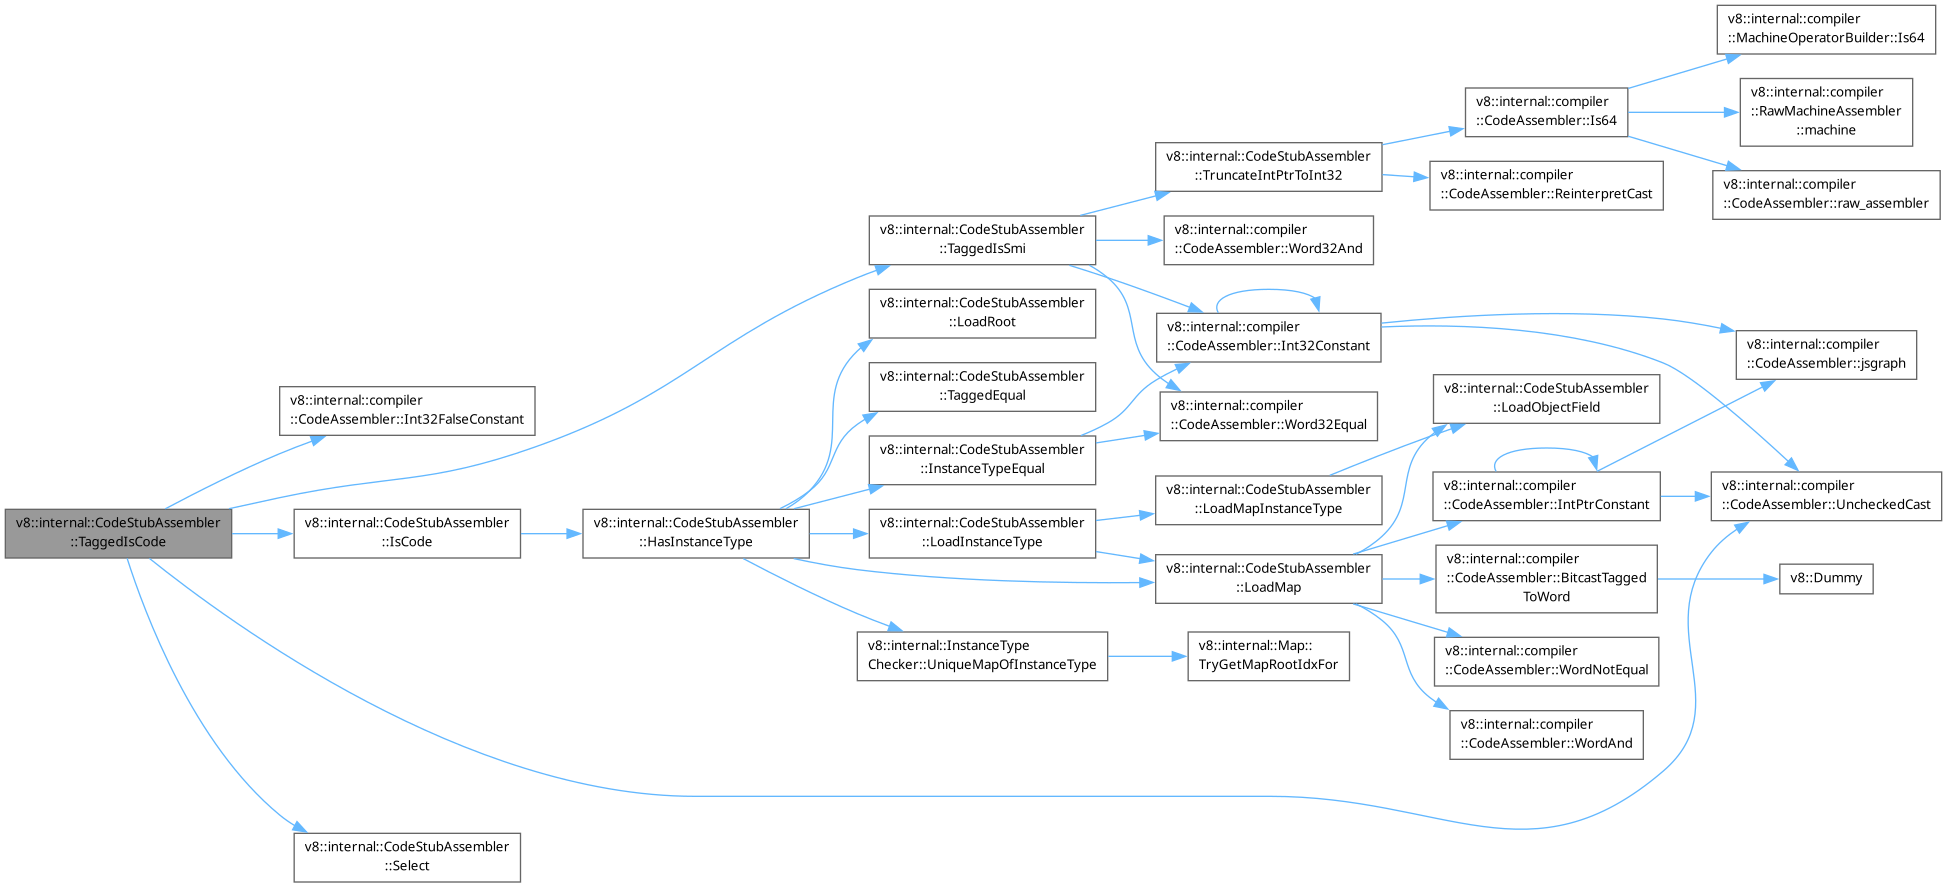 v8::internal::CodeStubAssembler
::TaggedIsCode
v8::internal::compiler
::CodeAssembler::Int32FalseConstant
v8::internal::CodeStubAssembler
::IsCode
v8::internal::CodeStubAssembler
::Select
v8::internal::CodeStubAssembler
::HasInstanceType
v8::internal::CodeStubAssembler
::TaggedIsSmi
v8::internal::CodeStubAssembler
::LoadRoot
v8::internal::CodeStubAssembler
::TaggedEqual
v8::internal::CodeStubAssembler
::InstanceTypeEqual
v8::internal::CodeStubAssembler
::LoadInstanceType
v8::internal::InstanceType
Checker::UniqueMapOfInstanceType
v8::internal::CodeStubAssembler
::TruncateIntPtrToInt32
v8::internal::compiler
::CodeAssembler::Word32And
v8::internal::compiler
::CodeAssembler::Int32Constant
v8::internal::compiler
::CodeAssembler::Word32Equal
v8::internal::CodeStubAssembler
::LoadMapInstanceType
v8::internal::CodeStubAssembler
::LoadMap
v8::internal::Map::
TryGetMapRootIdxFor
v8::internal::compiler
::CodeAssembler::Is64
v8::internal::compiler
::CodeAssembler::ReinterpretCast
v8::internal::CodeStubAssembler
::LoadObjectField
v8::internal::compiler
::CodeAssembler::IntPtrConstant
v8::internal::compiler
::CodeAssembler::BitcastTagged
ToWord
v8::internal::compiler
::CodeAssembler::WordNotEqual
v8::internal::compiler
::CodeAssembler::WordAnd
v8::internal::compiler
::MachineOperatorBuilder::Is64
v8::internal::compiler
::RawMachineAssembler
::machine
v8::internal::compiler
::CodeAssembler::raw_assembler
v8::internal::compiler
::CodeAssembler::jsgraph
v8::internal::compiler
::CodeAssembler::UncheckedCast
v8::Dummy